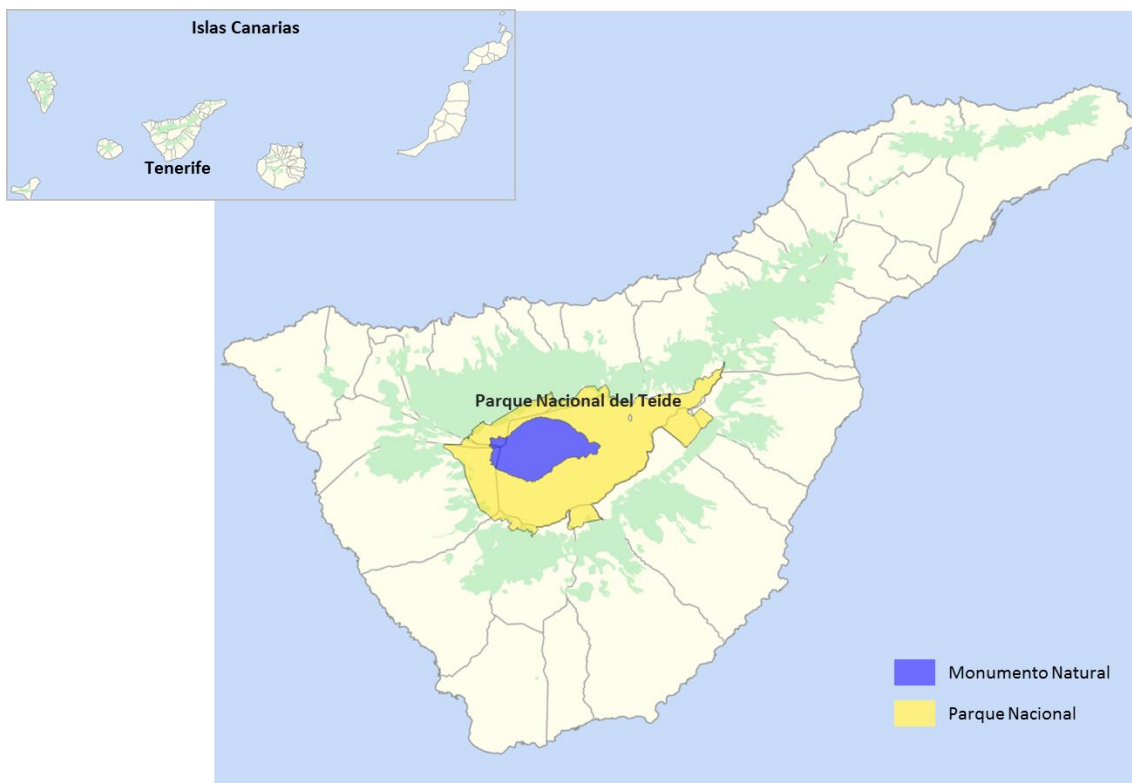 Islas Canarias
Tenerife
Parque Nacional del Teide
Monumento Natural
Parque Nacional